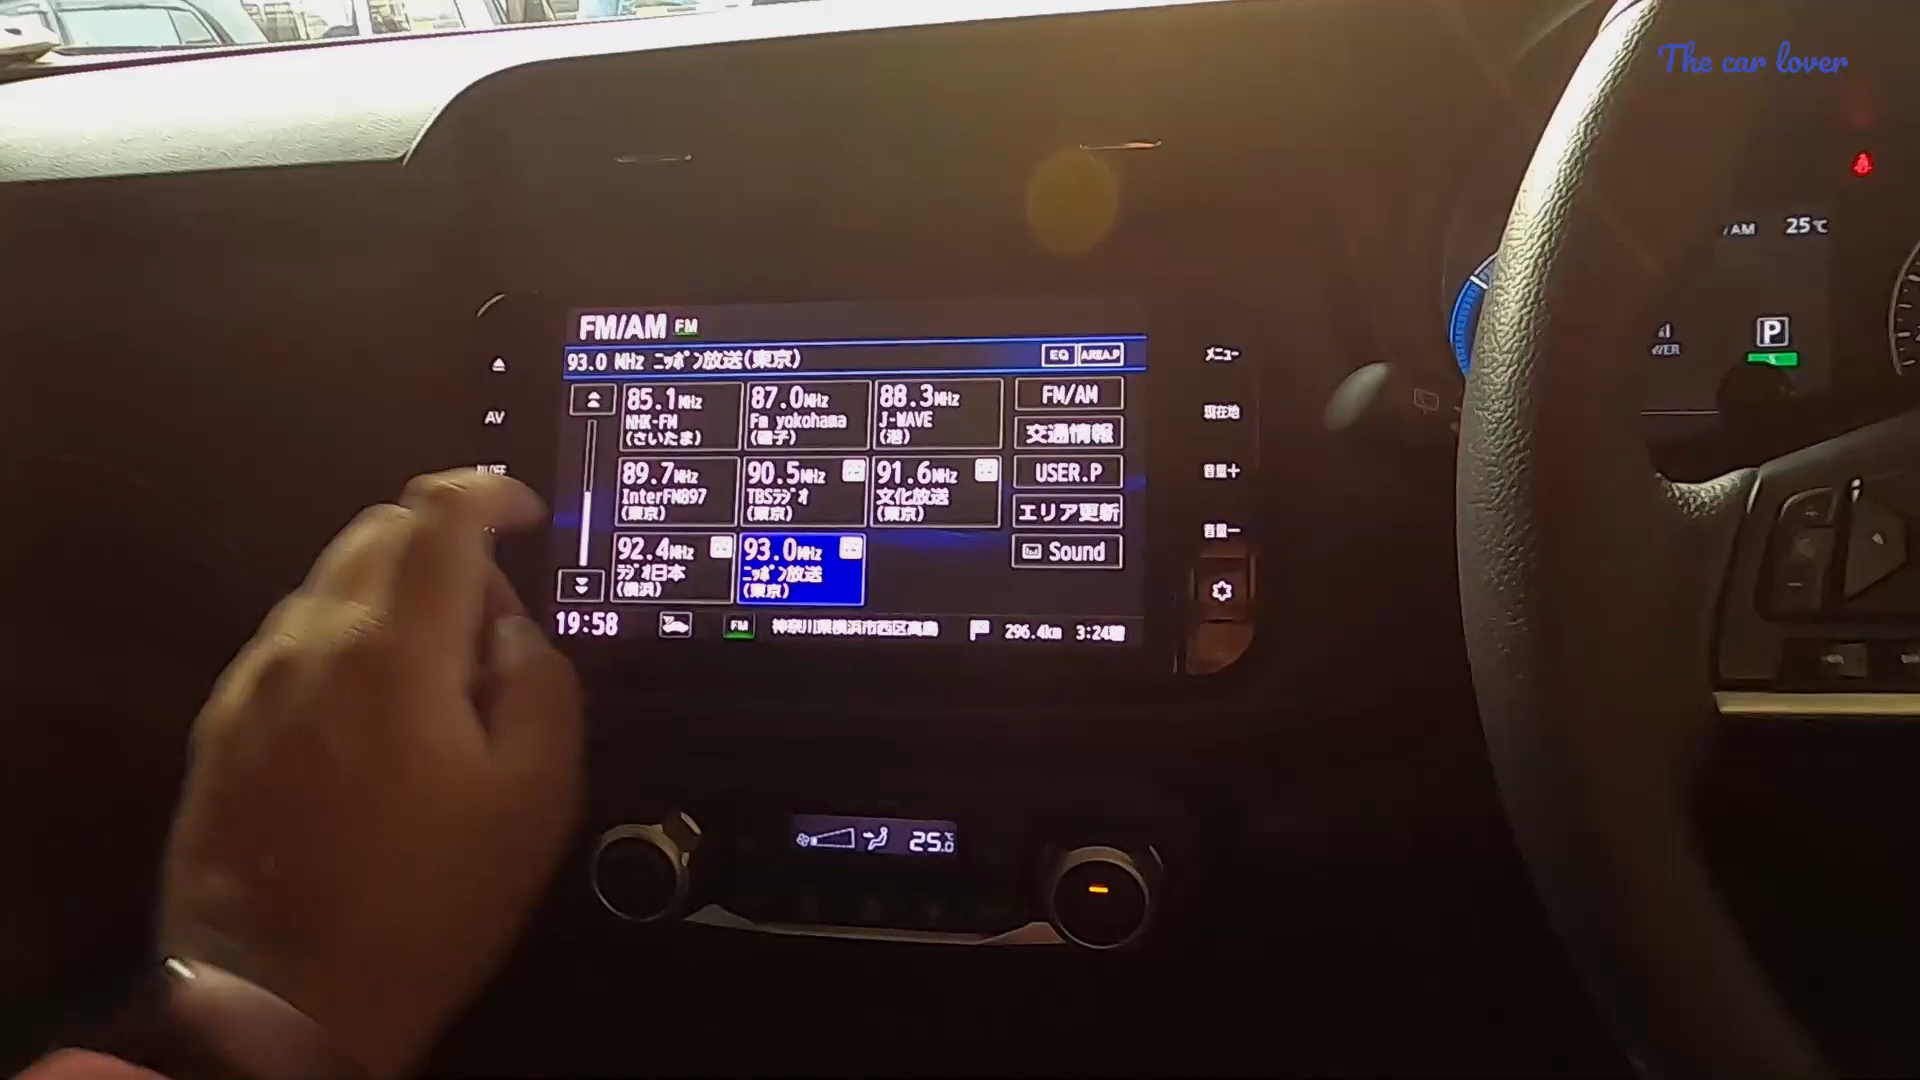 The car lover
AM 25℃
P
FM/AM FM
93.0 MHz ニッポン放送(東京) EQ AREA.P
85.1MHz
NHK-FM
(さいたま)
87.0MHz
Fm yokohama
(磯子)
88.3MHz
J-WAVE
(港)
FM/AM
交通情報
89.7MHz
InterFM897
(東京)
90.5MHz
TBSラジオ
(東京)
91.6MHz
文化放送
(東京)
USER.P
エリア更新
92.4MHz
ラジオ日本
(横浜)
93.0MHz
ニッポン放送
(東京)
Sound
19:58 FM 神奈川県横浜市西区高島 296.4km 3:24着
AV
メニュー
現在地
音量+
音量-
25.0℃